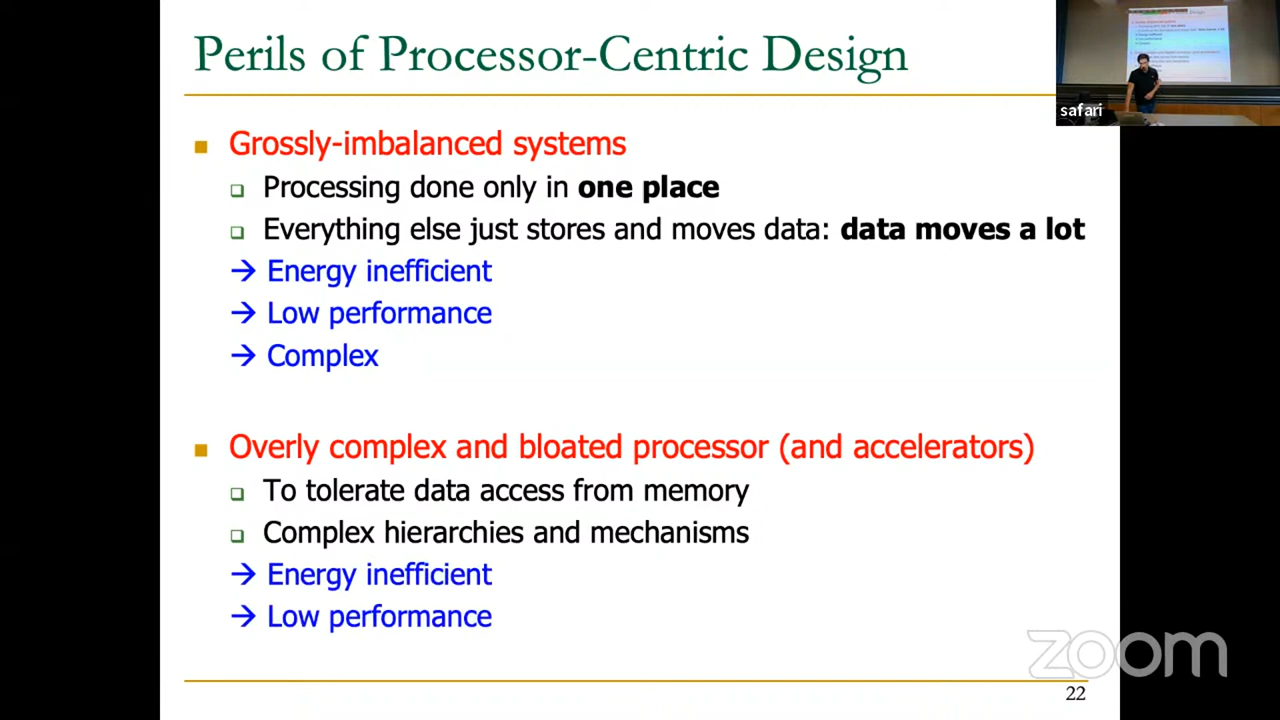 Perils of Processor-Centric Design
safari
Grossly-imbalanced systems
Processing done only in one place
Everything else just stores and moves data: data moves a lot
→ Energy inefficient
→ Low performance
→ Complex
Overly complex and bloated processor (and accelerators)
To tolerate data access from memory
Complex hierarchies and mechanisms
→ Energy inefficient
→ Low performance
zoom
22